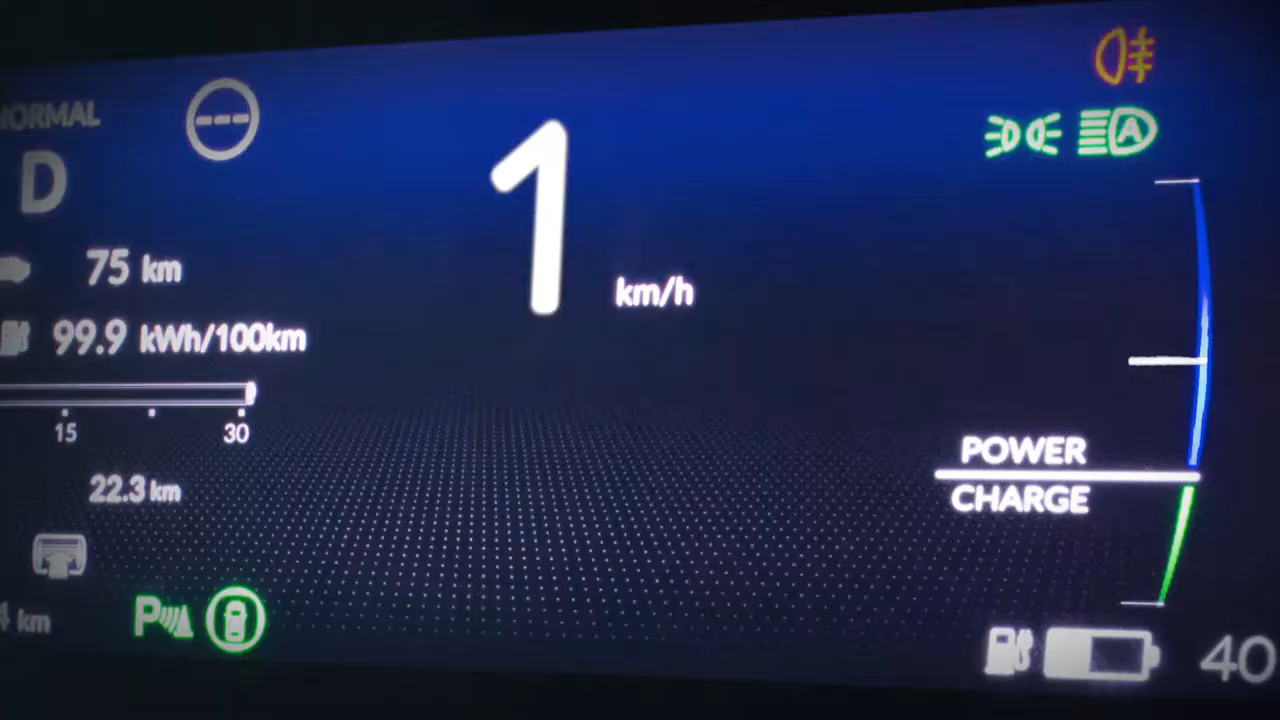 NORMAL
D
1
km/h
A
75 km
99.9 kWh/100km
15 30
22.3 km
km
P
POWER
CHARGE
40